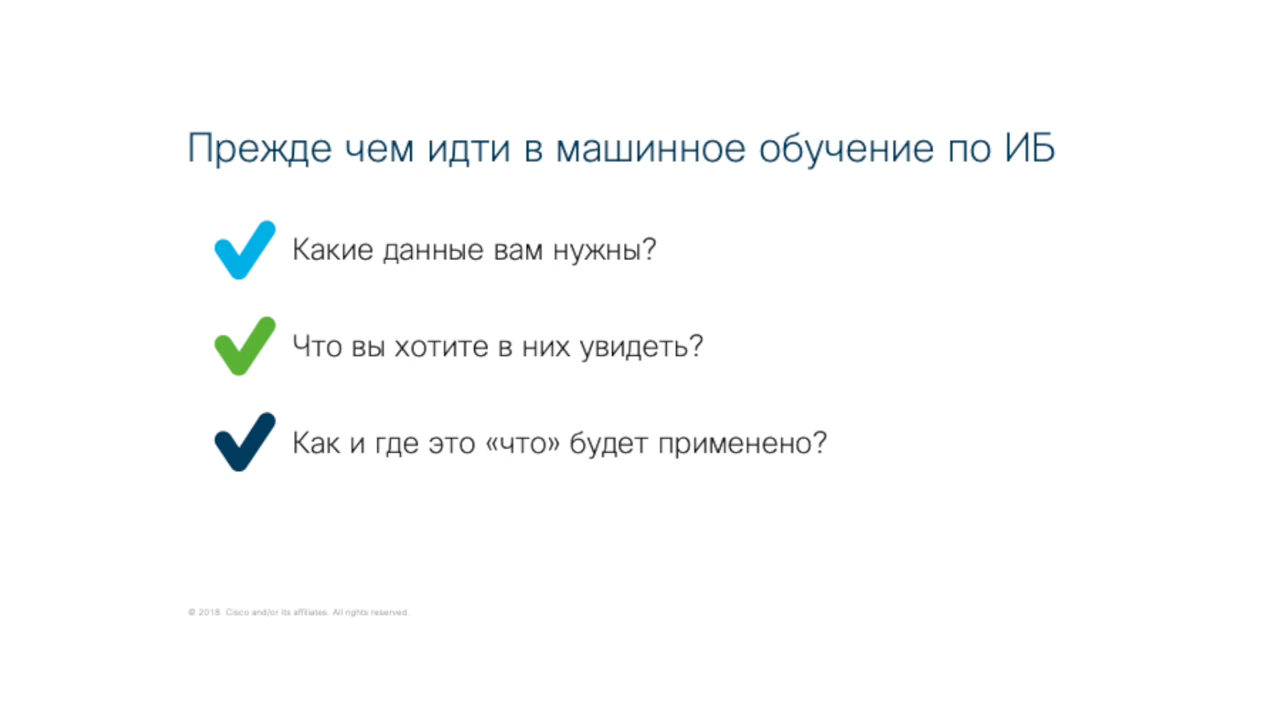 Прежде чем идти в машинное обучение по ИБ
Какие данные вам нужны?
Что вы хотите в них увидеть?
Как и где это «что» будет применено?
© 2018 Cisco and/or its affiliates. All rights reserved.